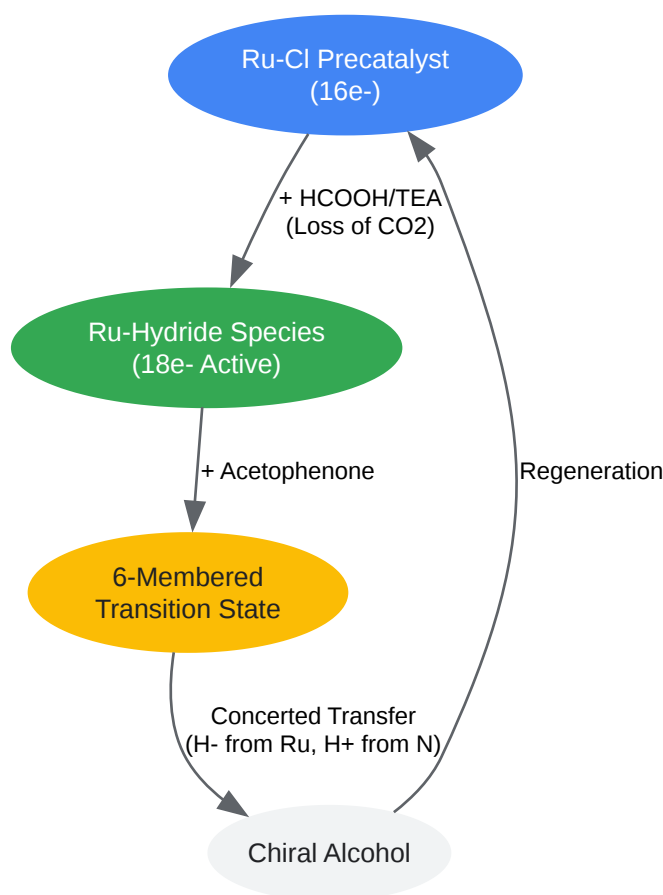 Ru-Cl Precatalyst
(16e-)
+ HCOOH/TEA
(Loss of CO2)
Ru-Hydride Species
(18e- Active)
+ Acetophenone
Regeneration
6-Membered
Transition State
Concerted Transfer
(H- from Ru, H+ from N)
Chiral Alcohol